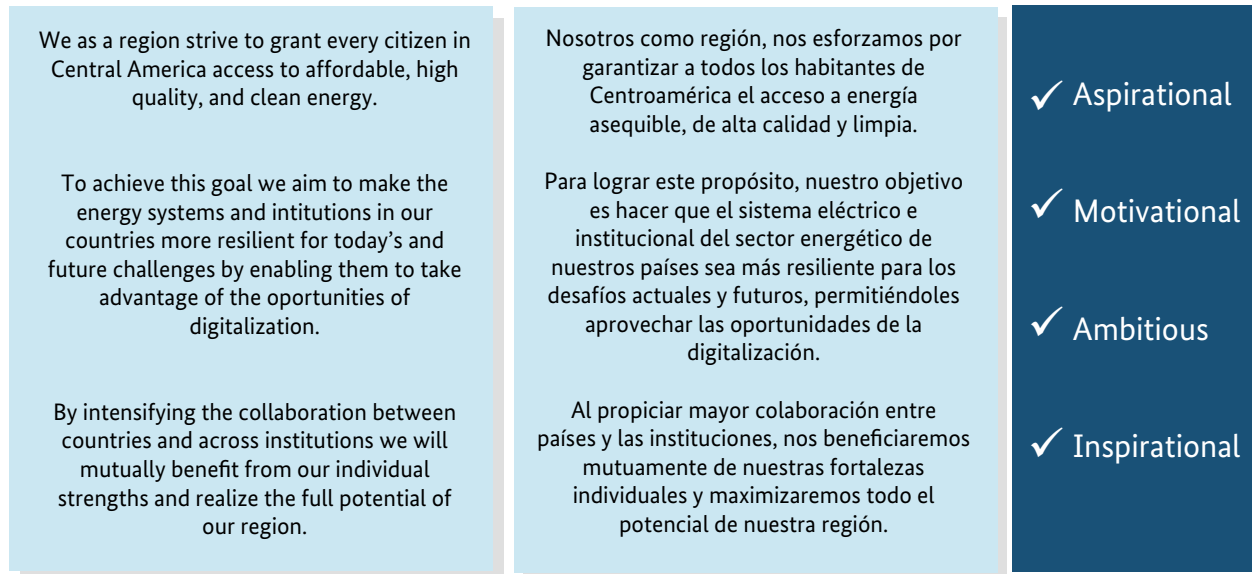 We as a region strive to grant every citizen in
Central America access to affordable, high
quality, and clean energy.
To achieve this goal we aim to make the
energy systems and intitutions in our
countries more resilient for today's and
future challenges by enabling them to take
advantage of the oportunities of
digitalization.
By intensifying the collaboration between
countries and across institutions we will
mutually benefit from our individual
strengths and realize the full potential of
our region.
Nosotros como región, nos esforzamos por
garantizar a todos los habitantes de
Centroamérica el acceso a energía
asequible, de alta calidad y limpia.
Para lograr este propósito, nuestro objetivo
es hacer que el sistema eléctrico e
institucional del sector energético de
nuestros países sea más resiliente para los
desafíos actuales y futuros, permitiéndoles
aprovechar las oportunidades de la
digitalización.
Al propiciar mayor colaboración entre
países y las instituciones, nos beneficiaremos
mutuamente de nuestras fortalezas
individuales y maximizaremos todo el
potencial de nuestra región.
✓ Aspirational
✓ Motivational
✓ Ambitious
✓ Inspirational